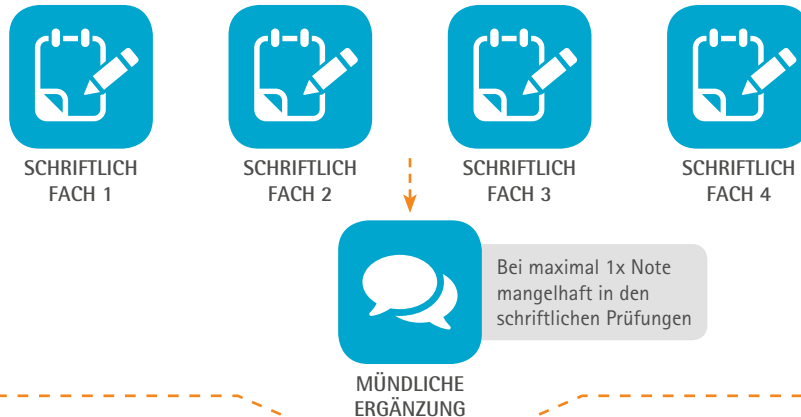 SCHRIFTLICH
FACH 1
SCHRIFTLICH
FACH 2
SCHRIFTLICH
FACH 3
SCHRIFTLICH
FACH 4
Bei maximal 1x Note
mangelhaft in den
schriftlichen Prüfungen
MÜNDLICHE
ERGÄNZUNG